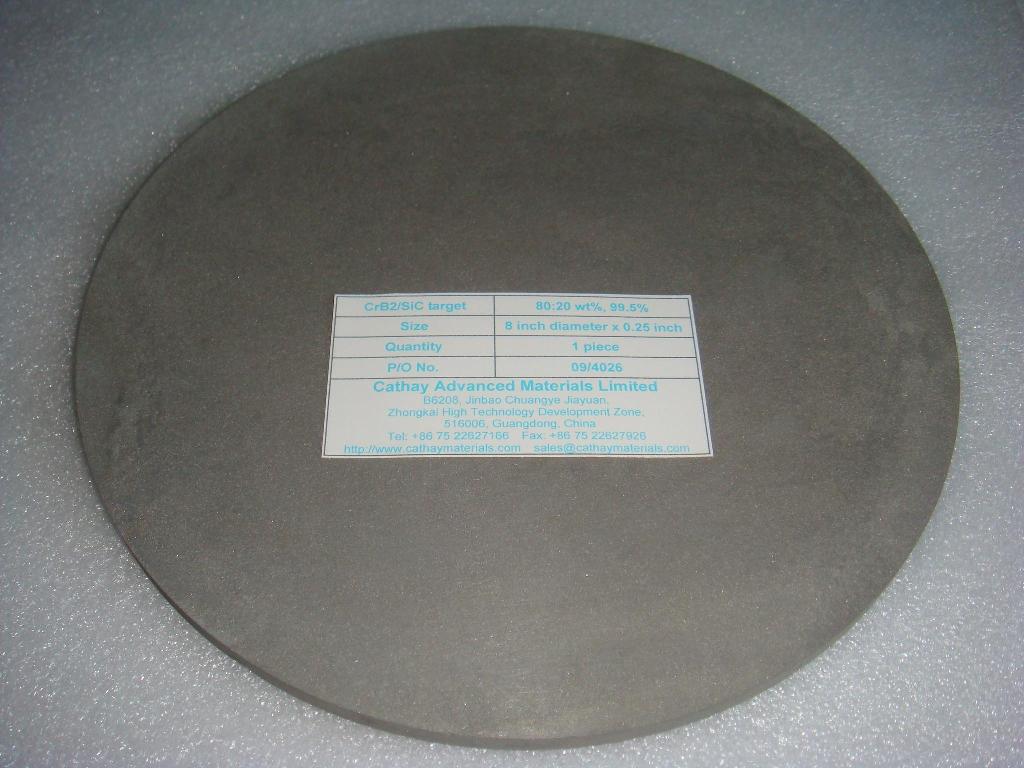 CrB2/SiC target 80:20 wt%, 99.5%
Size 8 inch diameter x 0.25 inch
Quantity 1 piece
P/O No. 09/4026
Cathay Advanced Materials Limited
B6208, Jinbao Chuangye Jiayuan,
Zhongkai High Technology Development Zone,
516006, Guangdong, China
Tel: +86 75 22627166 Fax: +86 75 22627926
http://www.cathaymaterials.com sales@cathaymaterials.com